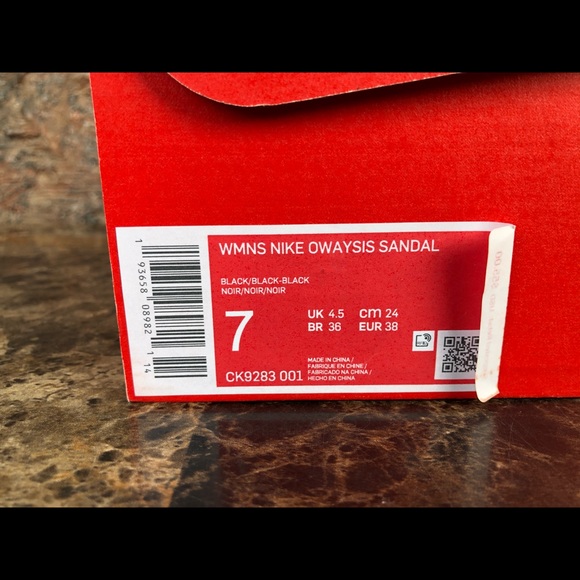 WMNS NIKE OWAYSIS SANDAL
BLACK/BLACK-BLACK
NOIR/NOIR/NOIR
7
UK 4.5 cm 24
BR 36 EUR 38
CK9283 001
MADE IN CHINA /
FABRIQUE EN CHINE /
FABRICADO NA CHINA /
HECHO EN CHINA
1 93658 08982 14